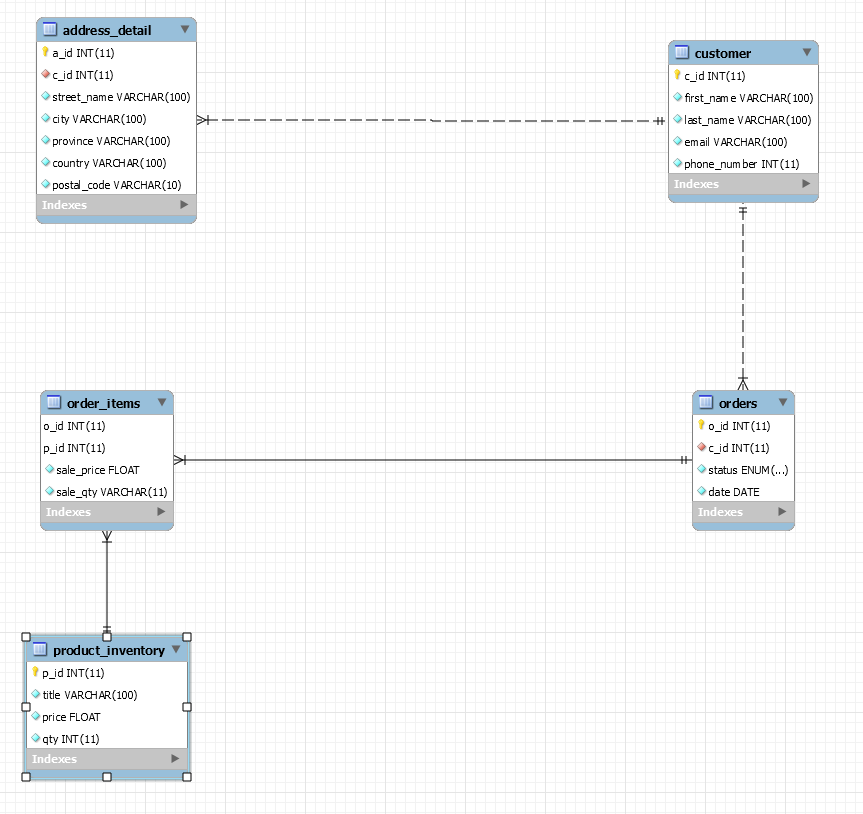 address_detail
a_id INT(11)
c_id INT(11)
street_name VARCHAR(100)
city VARCHAR(100)
province VARCHAR(100)
country VARCHAR(100)
postal_code VARCHAR(10)
Indexes
customer
c_id INT(11)
first_name VARCHAR(100)
last_name VARCHAR(100)
email VARCHAR(100)
phone_number INT(11)
Indexes
order_items
o_id INT(11)
p_id INT(11)
sale_price FLOAT
sale_qty VARCHAR(11)
Indexes
orders
o_id INT(11)
c_id INT(11)
status ENUM(...)
date DATE
Indexes
product_inventory
p_id INT(11)
title VARCHAR(100)
price FLOAT
qty INT(11)
Indexes